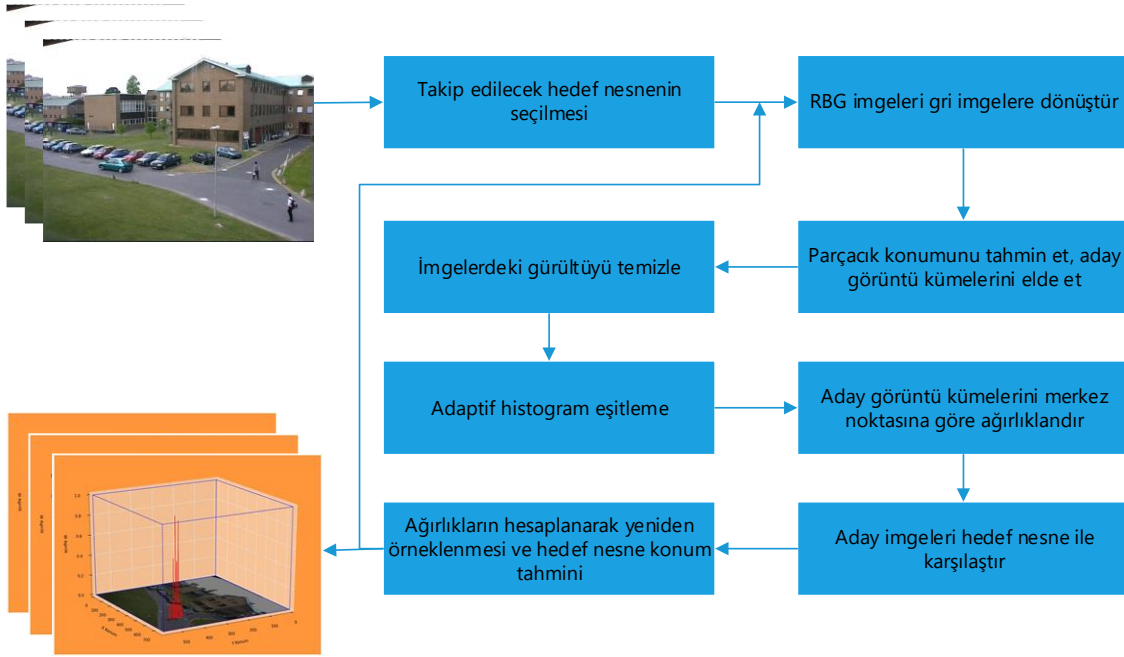 Takip edilecek hedef nesnenin
seçilmesi
RBG imgeleri gri imgelere dönüştür
Parçacık konumunu tahmin et, aday
görüntü kümelerini elde et
İmgelerdeki gürültüyü temizle
Adaptif histogram eşitleme
Aday görüntü kümelerini merkez
noktasına göre ağırlıklandır
Aday imgeleri hedef nesne ile
karşılaştır
Ağırlıkların hesaplanarak yeniden
örneklenmesi ve hedef nesne konum
tahmini